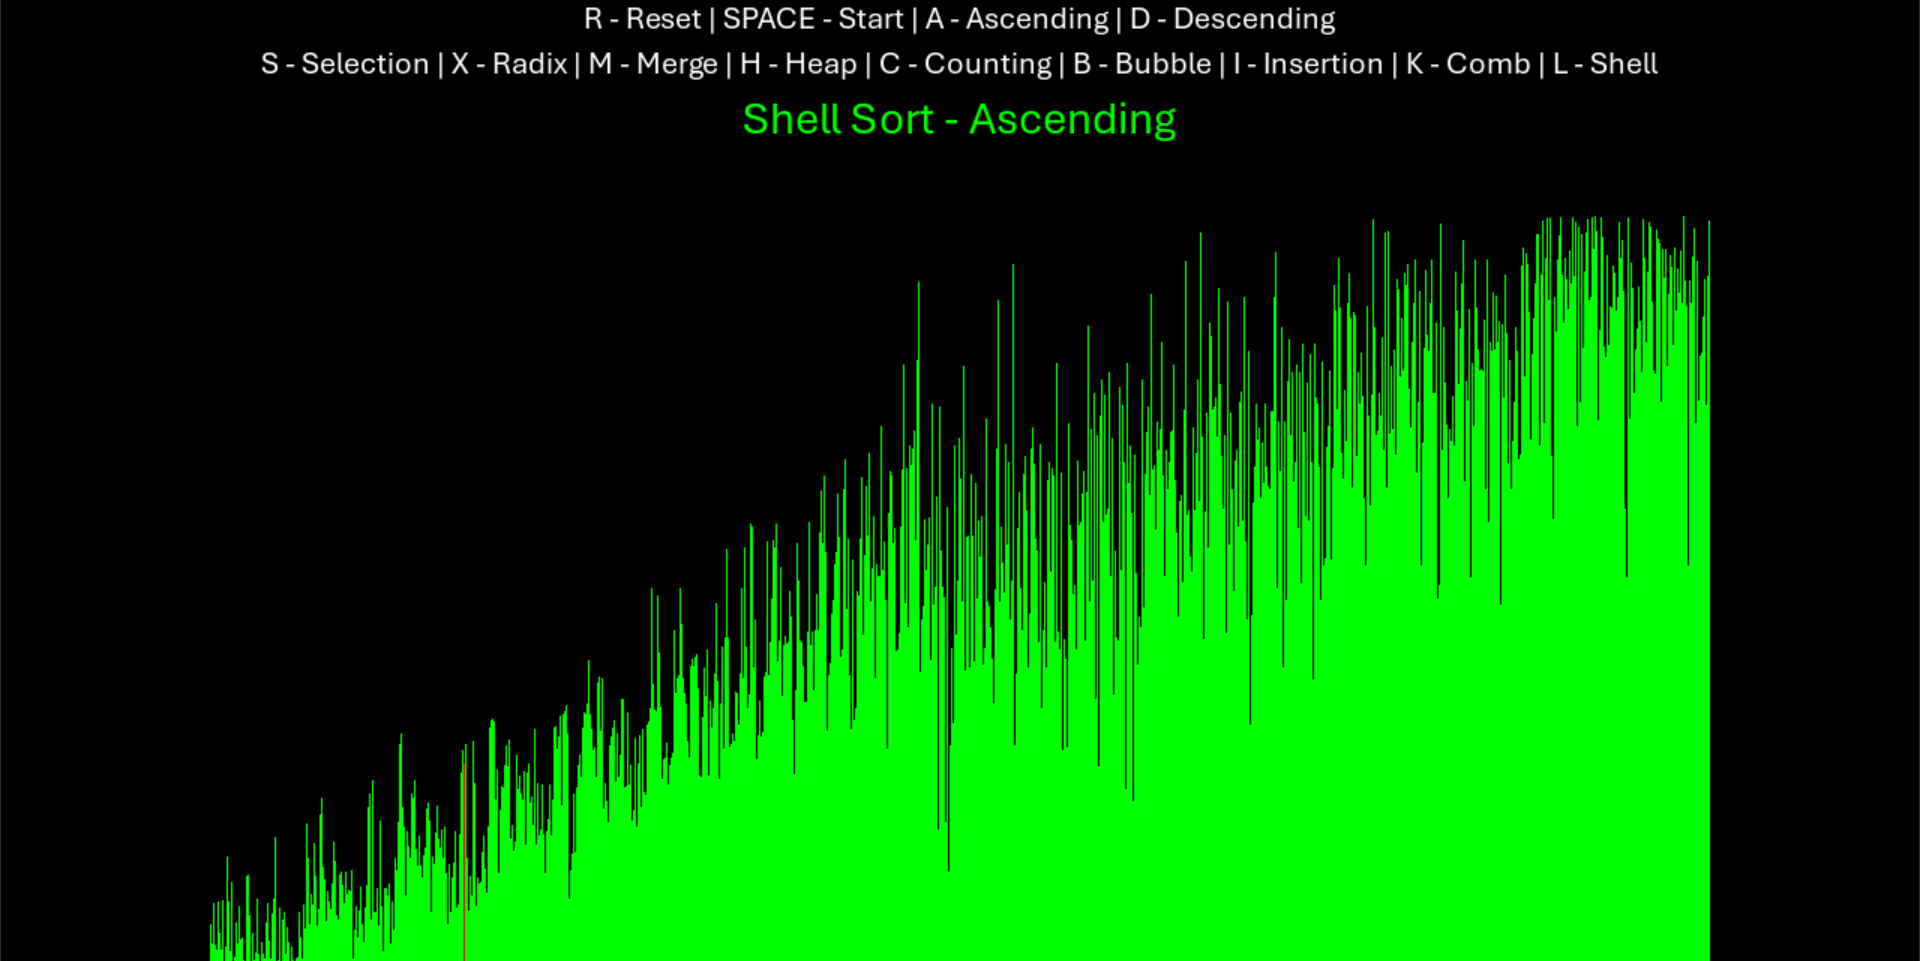 R - Reset | SPACE - Start | A - Ascending | D - Descending
S - Selection | X - Radix | M - Merge | H - Heap | C - Counting | B - Bubble | I - Insertion | K - Comb | L - Shell
Shell Sort - Ascending